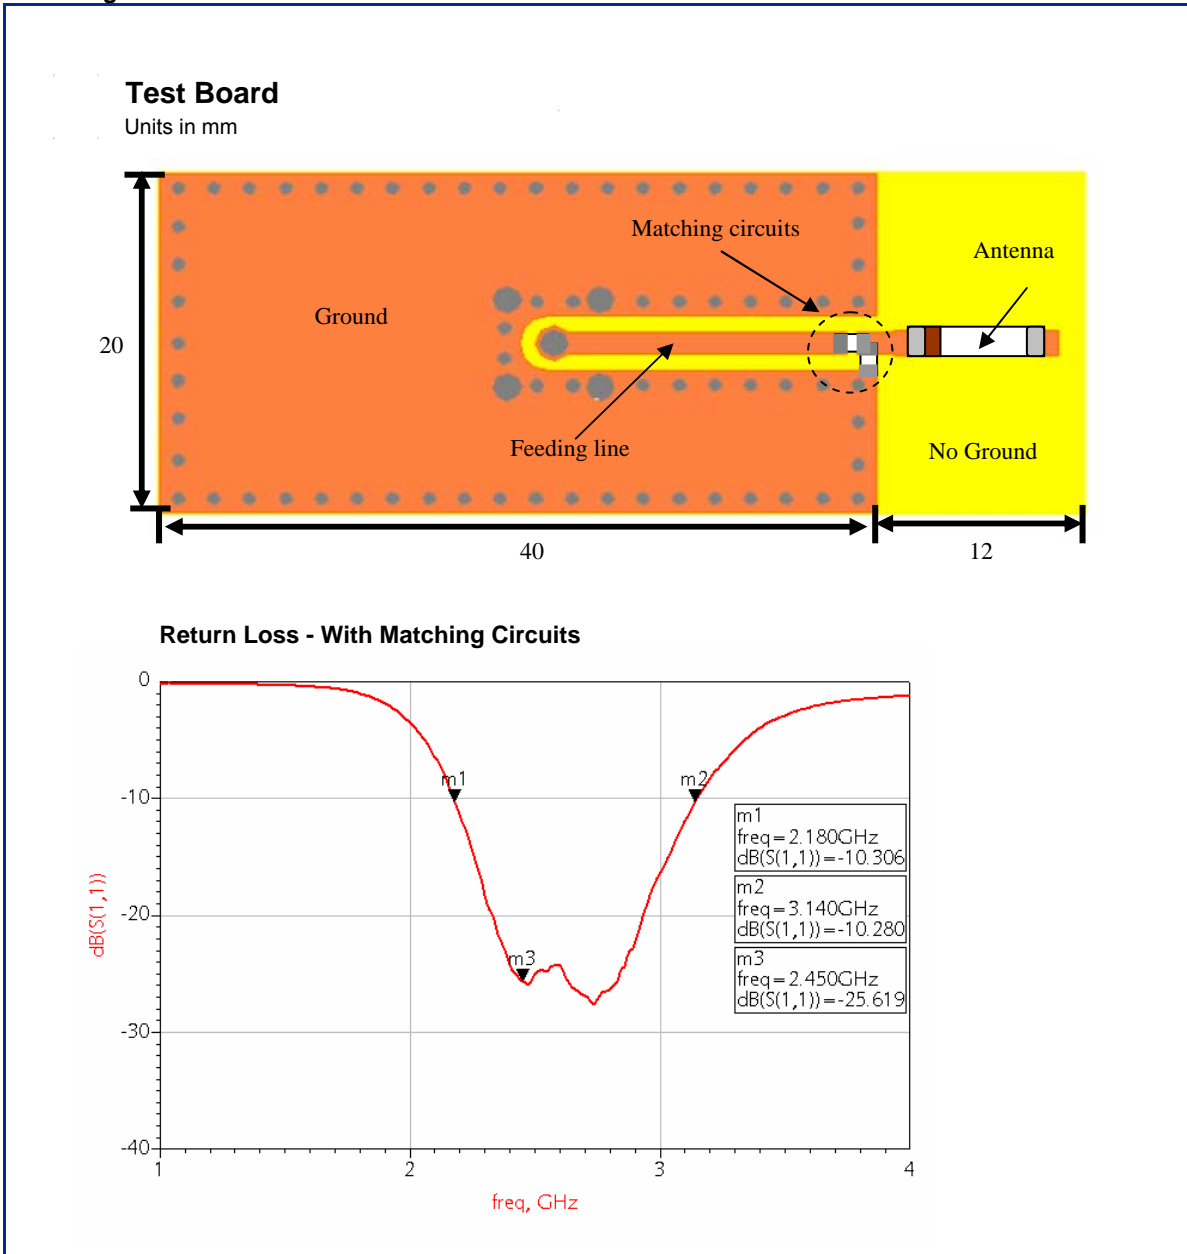 Test Board
Units in mm
Matching circuits
Antenna
Ground
20
Feeding line
No Ground
40
12
Return Loss - With Matching Circuits
0
-10
-20
-30
-40
1
2
3
4
dB(S(1,1))
freq, GHz
m1
m2
m3
m1
freq=2.180GHz
dB(S(1,1))=-10.306
m2
freq=3.140GHz
dB(S(1,1))=-10.280
m3
freq=2.450GHz
dB(S(1,1))=-25.619